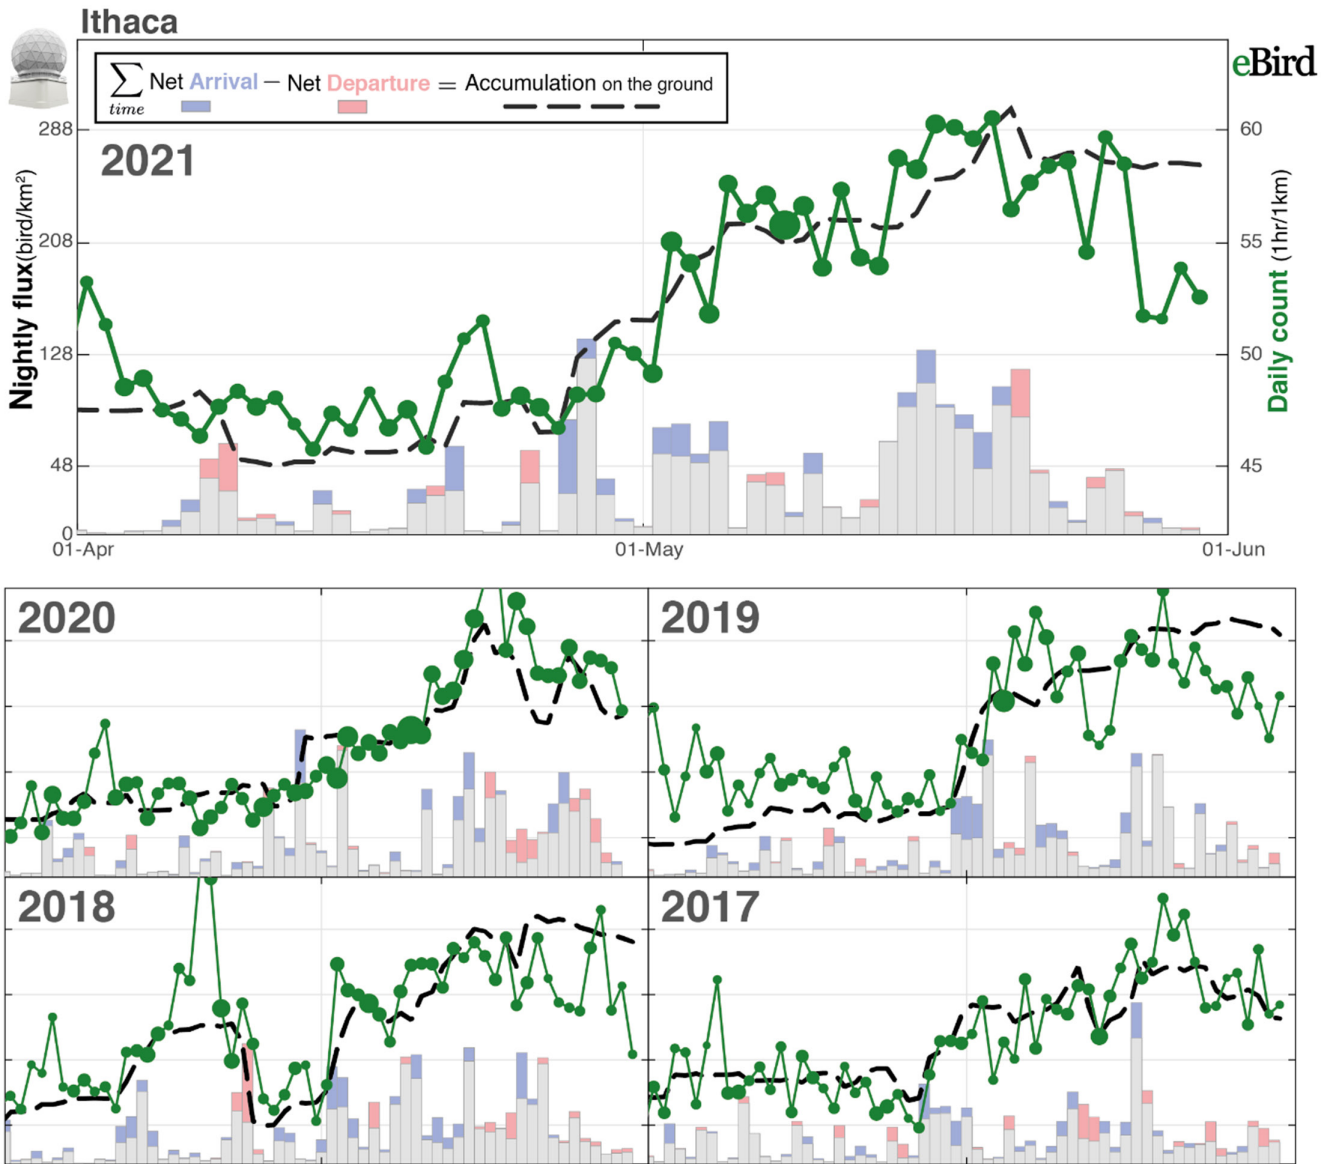 Ithaca
eBird
∑ Net Arrival − Net Departure = Accumulation on the ground
time
2021
Nightly flux(bird/km²)
288
208
128
48
0
60
55
50
45
Daily count (1hr/1km)
01-Apr
01-May
01-Jun
2020
2019
2018
2017